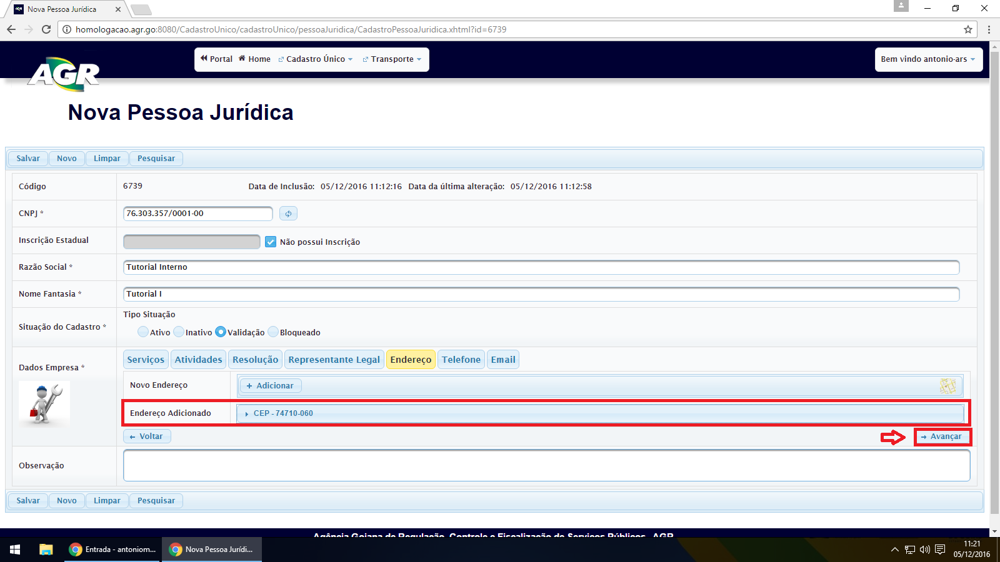 Nova Pessoa Jurídica
homologacao.agr.go:8080/CadastroUnico/cadastroUnico/pessoaJuridica/CadastroPessoaJuridica.xhtml?id=6739
AGR
Portal Home Cadastro Único Transporte
Bem vindo antonio-ars
Nova Pessoa Jurídica
Salvar Novo Limpar Pesquisar
Código 6739 Data de Inclusão: 05/12/2016 11:12:16 Data da última alteração: 05/12/2016 11:12:58
CNPJ * 76.303.357/0001-00
Inscrição Estadual Não possui Inscrição
Razão Social * Tutorial Interno
Nome Fantasia * Tutorial I
Tipo Situação
Situação do Cadastro * Ativo Inativo Validação Bloqueado
Dados Empresa * Serviços Atividades Resolução Representante Legal Endereço Telefone Email
Novo Endereço + Adicionar
Endereço Adicionado CEP - 74710-060
Voltar Avançar
Observação
Salvar Novo Limpar Pesquisar
Agência Goiana de Regulação, Controle e Fiscalização de Serviços Públicos - AGR
Entrada - antoniom... Nova Pessoa Jurídi...
11:21
05/12/2016